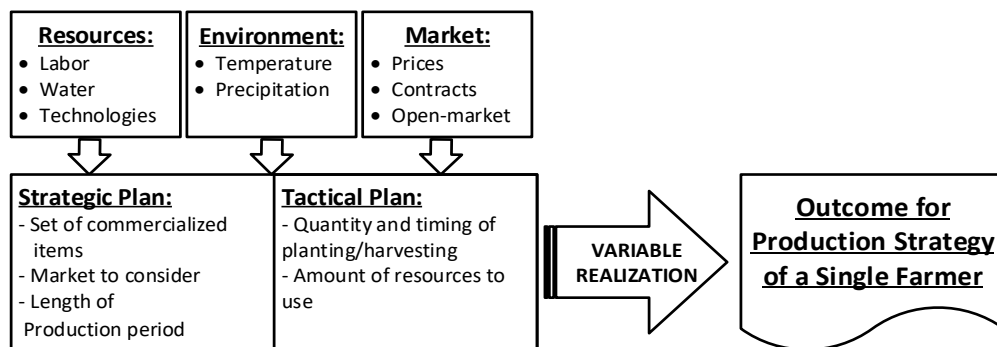 Resources:
• Labor
• Water
• Technologies
Environment:
• Temperature
• Precipitation
Market:
• Prices
• Contracts
• Open-market
Strategic Plan:
- Set of commercialized
items
- Market to consider
- Length of
Production period
Tactical Plan:
- Quantity and timing of
planting/harvesting
- Amount of resources to
use
VARIABLE
REALIZATION
Outcome for
Production Strategy
of a Single Farmer